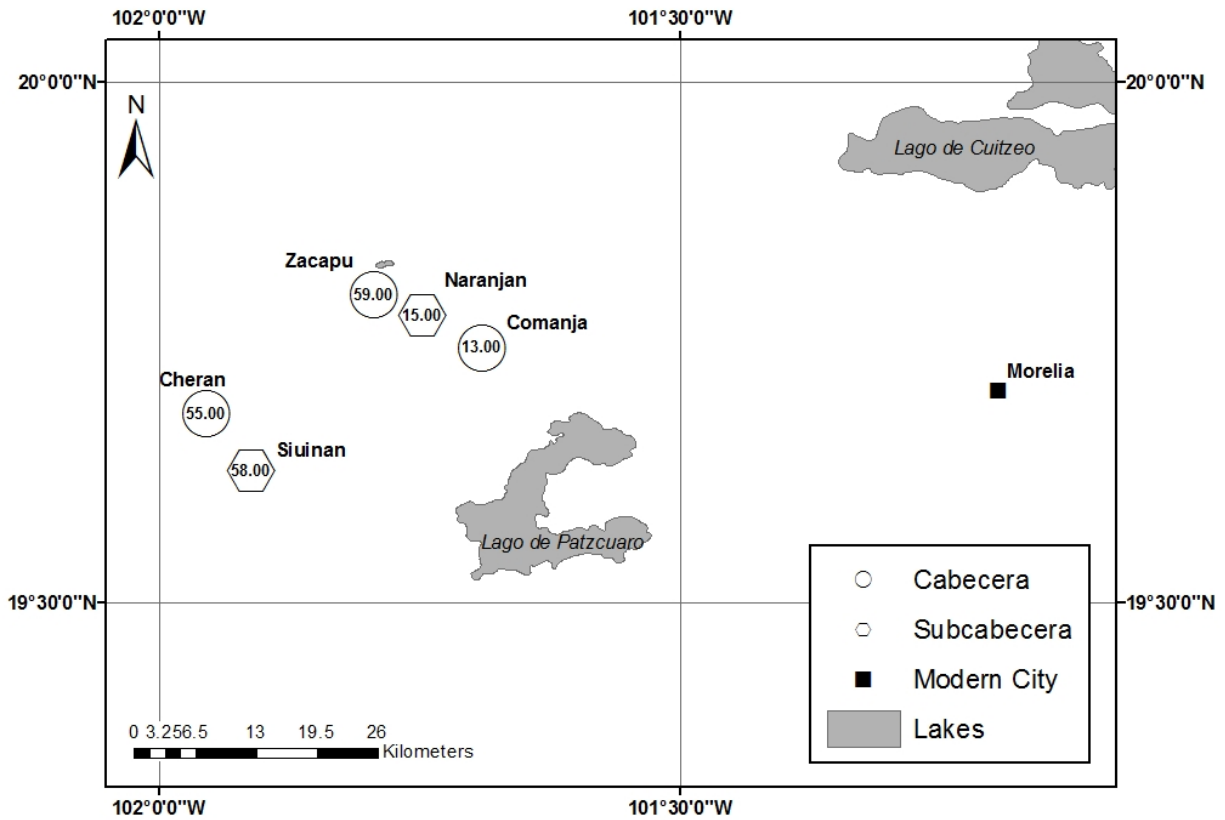 102°0'0"W 101°30'0"W
20°0'0"N 20°0'0"N
N
Lago de Cuitzeo
Zacapu
Naranjan
59.00
15.00
Comanja
13.00
Morelia
Cheran
55.00
Siuinan
58.00
Lago de Patzcuaro
Cabecera
19°30'0"N 19°30'0"N
Subcabecera
Modern City
Lakes
0 3.25 6.5 13 19.5 26
Kilometers
102°0'0"W 101°30'0"W